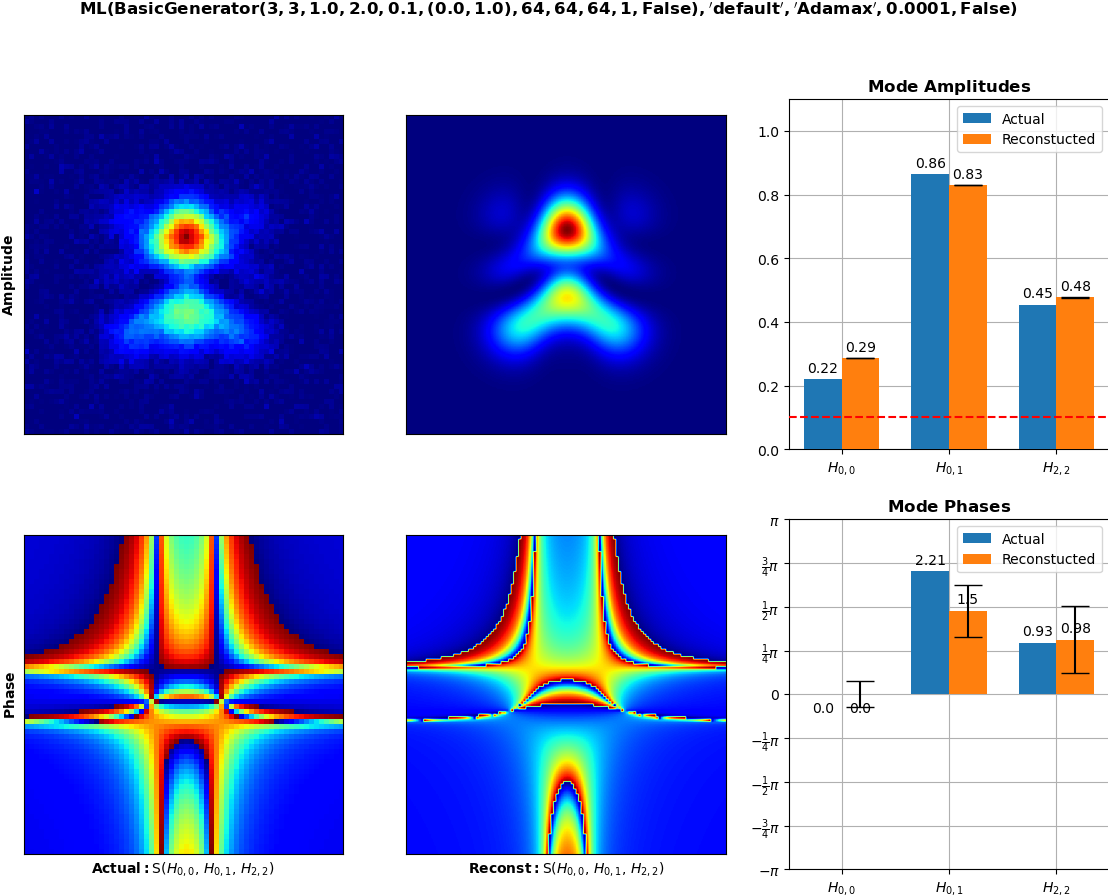 ML(BasicGenerator(3, 3, 1.0, 2.0, 0.1, (0.0, 1.0), 64, 64, 64, 1, False), ′default′, ′Adamax′, 0.0001, False)
Amplitude
Mode Amplitudes
Actual
Reconstucted
1.0
0.8
0.6
0.4
0.2
0.0
0.22
0.29
0.86
0.83
0.45
0.48
H0,0
H0,1
H2,2
Phase
Actual: S(H0,0, H0,1, H2,2)
Reconst: S(H0,0, H0,1, H2,2)
Mode Phases
Actual
Reconstucted
π
3/4π
1/2π
1/4π
0
−1/4π
−1/2π
−3/4π
−π
0.0
0.0
2.21
1.5
0.93
0.98
H0,0
H0,1
H2,2